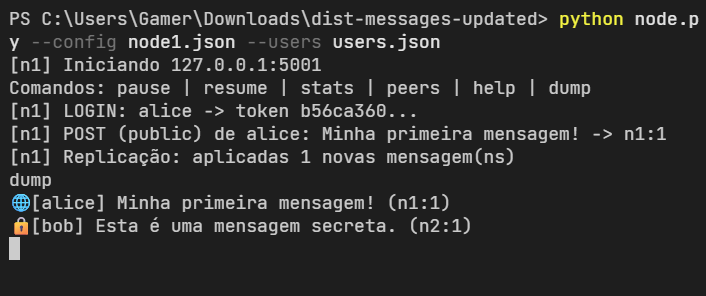 PS C:\Users\Gamer\Downloads\dist-messages-updated> python node.p
y --config node1.json --users users.json
[n1] Iniciando 127.0.0.1:5001
Comandos: pause | resume | stats | peers | help | dump
[n1] LOGIN: alice -> token b56ca360...
[n1] POST (public) de alice: Minha primeira mensagem! -> n1:1
[n1] Replicação: aplicadas 1 novas mensagem(ns)
dump
🌐[alice] Minha primeira mensagem! (n1:1)
🔒[bob] Esta é uma mensagem secreta. (n2:1)